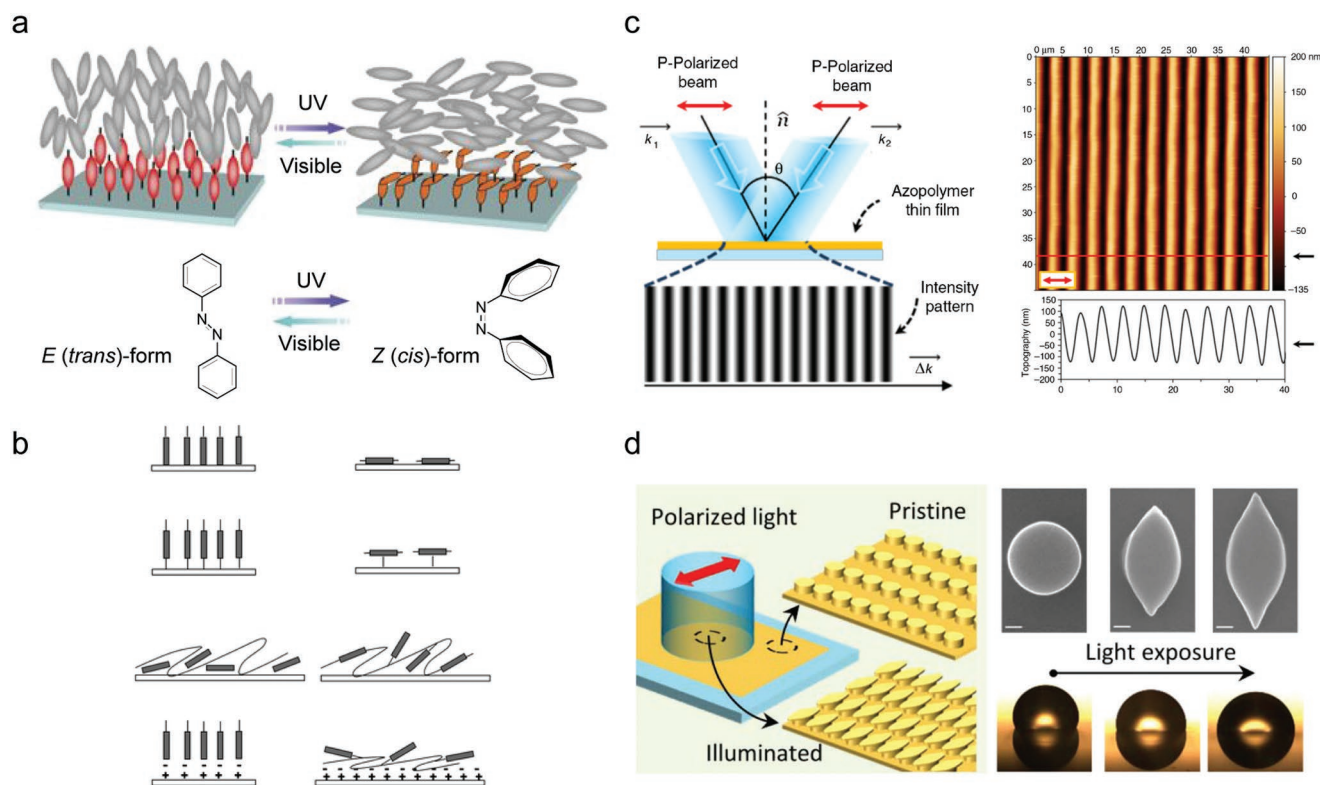 a
UV
Visible
N
N
UV
Visible
N
N
E (trans)-form
Z (cis)-form
b
- - - - -
+ + + + +
- - - - - - - - -
c
P-Polarized
beam
P-Polarized
beam
n̂
k1
k2
θ
Azopolymer
thin film
Intensity
pattern
Δk
0 µm 5 10 15 20 25 30 35 40
0
5
10
15
20
25
30
35
40
200 nm
150
100
50
0
−50
−135
Topography (nm)
150
100
50
0
−50
−100
−150
−200
0 10 20 30 40
d
Polarized light
Pristine
Illuminated
Light exposure